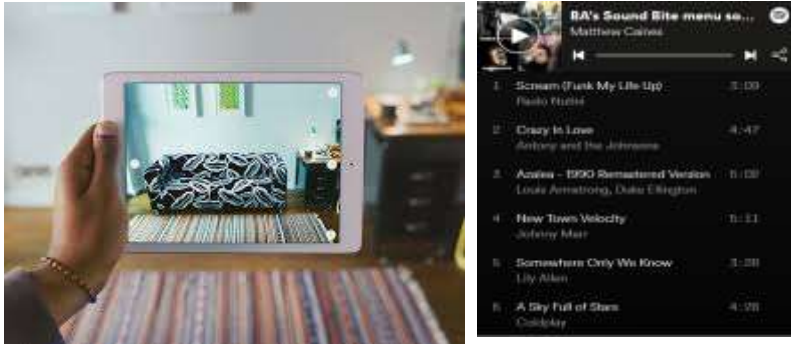 BA's Sound Bite menu so...
Matthew Caines
1 Scream (Funk My Life Up) 3:09
Paolo Nutini
2 Crazy In Love 4:47
Antony and the Johnsons
3 Azalea - 1990 Remastered Version 5:02
Louis Armstrong, Duke Ellington
4 New Town Velocity 5:11
Johnny Marr
5 Somewhere Only We Know 3:28
Lily Allen
6 A Sky Full of Stars 4:28
Coldplay